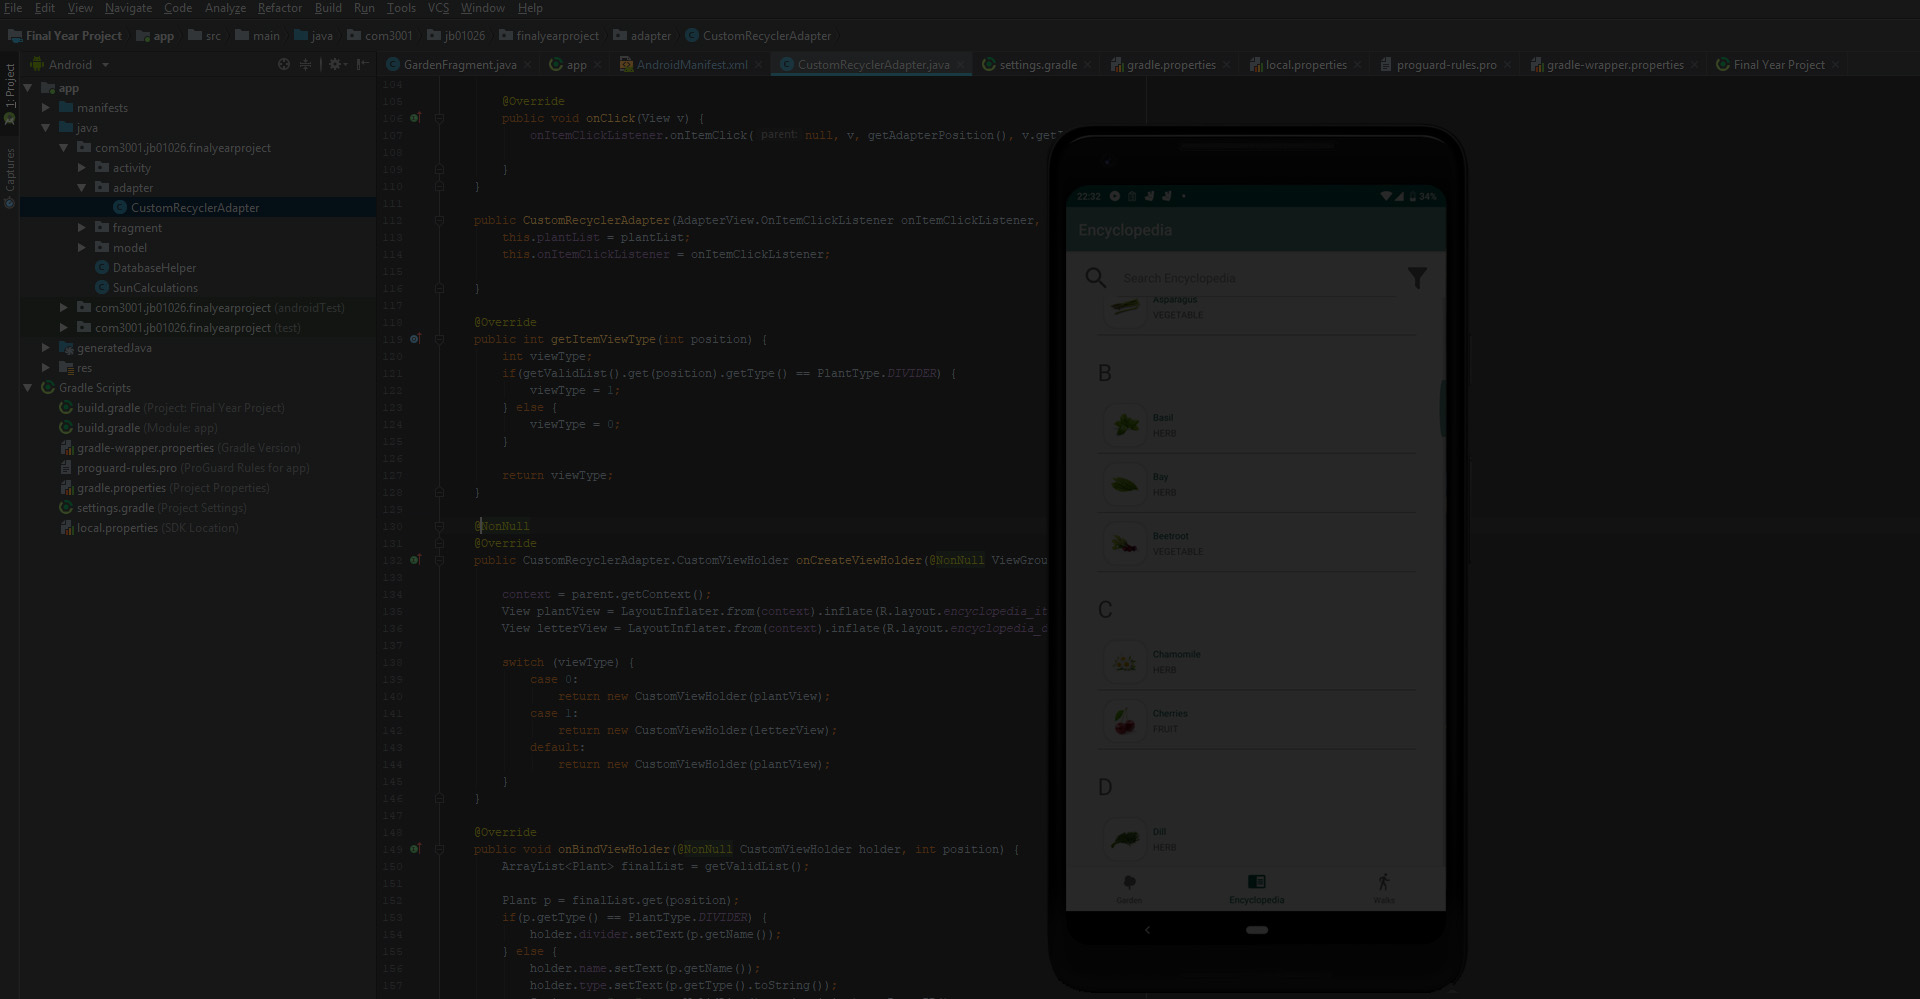 File Edit View Navigate Code Analyze Refactor Build Run Tools VCS Window Help
Final Year Project app src main java com3001 jb01026 finalyearproject adapter CustomRecyclerAdapter
1: Project
Captures
Android
app
manifests
java
com3001.jb01026.finalyearproject
activity
adapter
CustomRecyclerAdapter
fragment
model
DatabaseHelper
SunCalculations
com3001.jb01026.finalyearproject (androidTest)
com3001.jb01026.finalyearproject (test)
generatedJava
res
Gradle Scripts
build.gradle (Project: Final Year Project)
build.gradle (Module: app)
gradle-wrapper.properties (Gradle Version)
proguard-rules.pro (ProGuard Rules for app)
gradle.properties (Project Properties)
settings.gradle (Project Settings)
local.properties (SDK Location)
GardenFragment.java app AndroidManifest.xml CustomRecyclerAdapter.java settings.gradle gradle.properties local.properties proguard-rules.pro gradle-wrapper.properties Final Year Project
104
105 @Override
106 public void onClick(View v) {
107 onItemClickListener.onItemClick( parent: null, v, getAdapterPosition(), v.getI
108
109 }
110 }
111
112 public CustomRecyclerAdapter(AdapterView.OnItemClickListener onItemClickListener,
113 this.plantList = plantList;
114 this.onItemClickListener = onItemClickListener;
115
116 }
117
118 @Override
119 public int getItemViewType(int position) {
120 int viewType;
121 if(getValidList().get(position).getType() == PlantType.DIVIDER) {
122 viewType = 1;
123 } else {
124 viewType = 0;
125 }
126
127 return viewType;
128 }
129
130 @NonNull
131 @Override
132 public CustomRecyclerAdapter.CustomViewHolder onCreateViewHolder(@NonNull ViewGrou
133
134 context = parent.getContext();
135 View plantView = LayoutInflater.from(context).inflate(R.layout.encyclopedia_it
136 View letterView = LayoutInflater.from(context).inflate(R.layout.encyclopedia_d
137
138 switch (viewType) {
139 case 0:
140 return new CustomViewHolder(plantView);
141 case 1:
142 return new CustomViewHolder(letterView);
143 default:
144 return new CustomViewHolder(plantView);
145 }
146 }
147
148 @Override
149 public void onBindViewHolder(@NonNull CustomViewHolder holder, int position) {
150 ArrayList<Plant> finalList = getValidList();
151
152 Plant p = finalList.get(position);
153 if(p.getType() == PlantType.DIVIDER) {
154 holder.divider.setText(p.getName());
155 } else {
156 holder.name.setText(p.getName());
157 holder.type.setText(p.getType().toString());
22:32 34%
Encyclopedia
Search Encyclopedia
Asparagus
VEGETABLE
B
Basil
HERB
Bay
HERB
Beetroot
VEGETABLE
C
Chamomile
HERB
Cherries
FRUIT
D
Dill
HERB
Garden Encyclopedia Walks